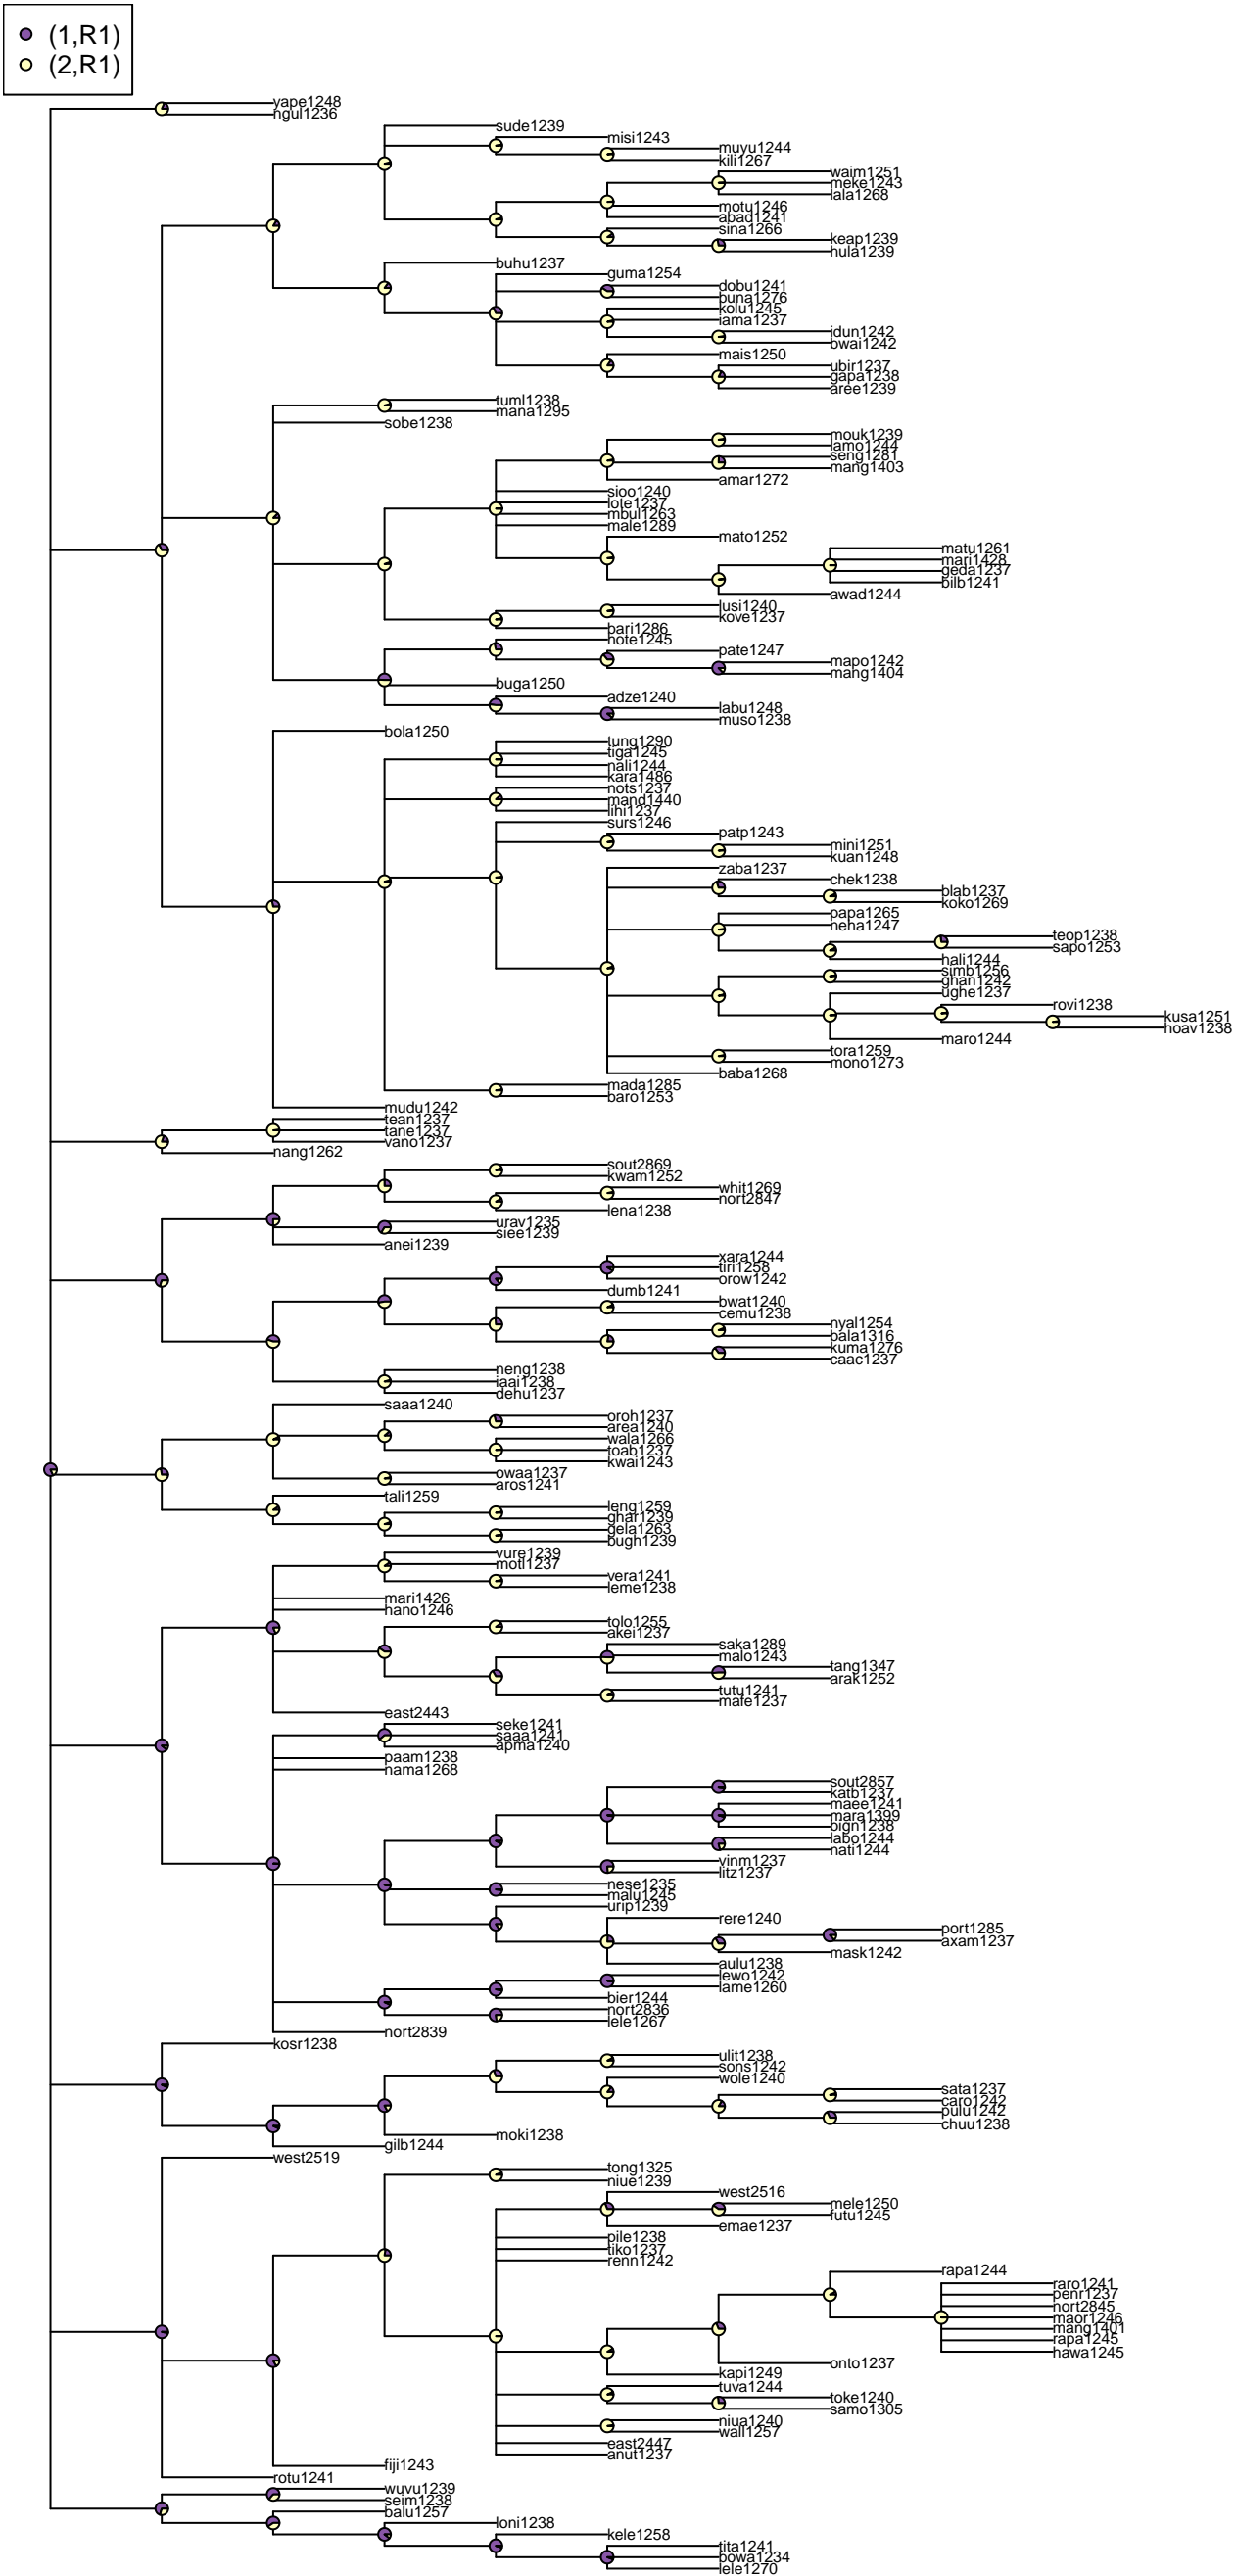 (1,R1)
(2,R1)
yape1248
ngul1236
sude1239
misi1243
muyu1244
kili1267
waim1251
meke1243
lala1268
motu1246
abad1241
sina1266
keap1239
hula1239
buhu1237
guma1254
dobu1241
buna1276
kolu1245
iama1237
idun1242
bwai1242
mais1250
ubir1237
gapa1238
aree1239
tuml1238
mana1295
sobe1238
mouk1239
lamo1244
seng1281
mang1403
amar1272
sioo1240
lote1237
mbul1263
male1289
mato1252
matu1261
mari1428
geda1237
bilb1241
awad1244
lusi1240
kove1237
bari1286
hote1245
pate1247
mapo1242
mang1404
buga1250
adze1240
labu1248
muso1238
bola1250
tung1290
tiga1245
nali1244
kara1486
nots1237
mand1440
lihi1237
surs1246
patp1243
mini1251
kuan1248
zaba1237
chek1238
blab1237
koko1269
papa1265
neha1247
teop1238
sapo1253
hali1244
simb1256
ghan1242
ughe1237
rovi1238
kusa1251
hoav1238
maro1244
tora1259
mono1273
baba1268
mada1285
baro1253
mudu1242
tean1237
tane1237
vano1237
nang1262
sout2869
kwam1252
whit1269
nort2847
lena1238
urav1235
siee1239
anei1239
xara1244
tiri1258
orow1242
dumb1241
bwat1240
cemu1238
nyal1254
bala1316
kuma1276
caac1237
neng1238
iaai1238
dehu1237
saaa1240
oroh1237
area1240
wala1266
toab1237
kwai1243
owaa1237
aros1241
tali1259
leng1259
ghar1239
gela1263
bugh1239
vure1239
motl1237
vera1241
leme1238
mari1426
hano1246
tolo1255
akei1237
saka1289
malo1243
tang1347
arak1252
tutu1241
mafe1237
east2443
seke1241
saaa1241
apma1240
paam1238
nama1268
sout2857
katb1237
maee1241
mara1399
bign1238
labo1244
nati1244
vinm1237
litz1237
nese1235
malu1245
urip1239
rere1240
port1285
axam1237
mask1242
aulu1238
lewo1242
lame1260
bier1244
nort2836
lele1267
nort2839
kosr1238
ulit1238
sons1242
wole1240
sata1237
caro1242
pulu1242
chuu1238
moki1238
gilb1244
west2519
tong1325
niue1239
west2516
mele1250
futu1245
emae1237
pile1238
tiko1237
renn1242
rapa1244
raro1241
penr1237
nort2845
maor1246
mang1401
rapa1245
hawa1245
onto1237
kapi1249
tuva1244
toke1240
samo1305
niua1240
wall1257
east2447
anut1237
fiji1243
rotu1241
wuvu1239
seim1238
balu1257
loni1238
kele1258
tita1241
bowa1234
lele1270